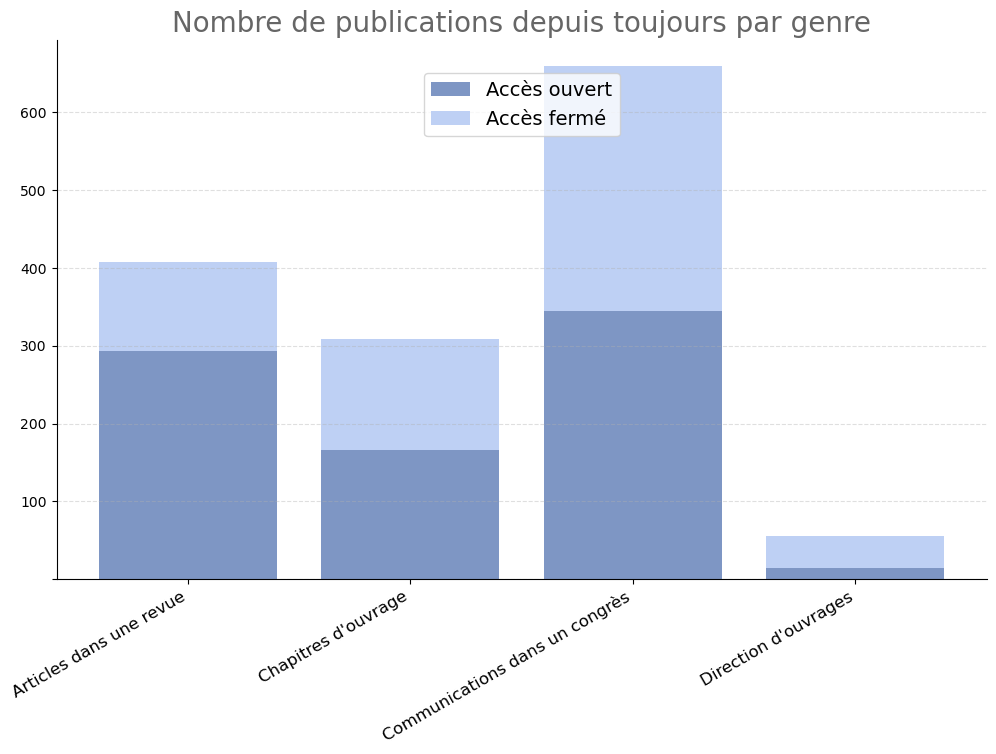 Nombre de publications depuis toujours par genre
Accès ouvert
Accès fermé
600
500
400
300
200
100
Articles dans une revue
Chapitres d'ouvrage
Communications dans un congrès
Direction d'ouvrages